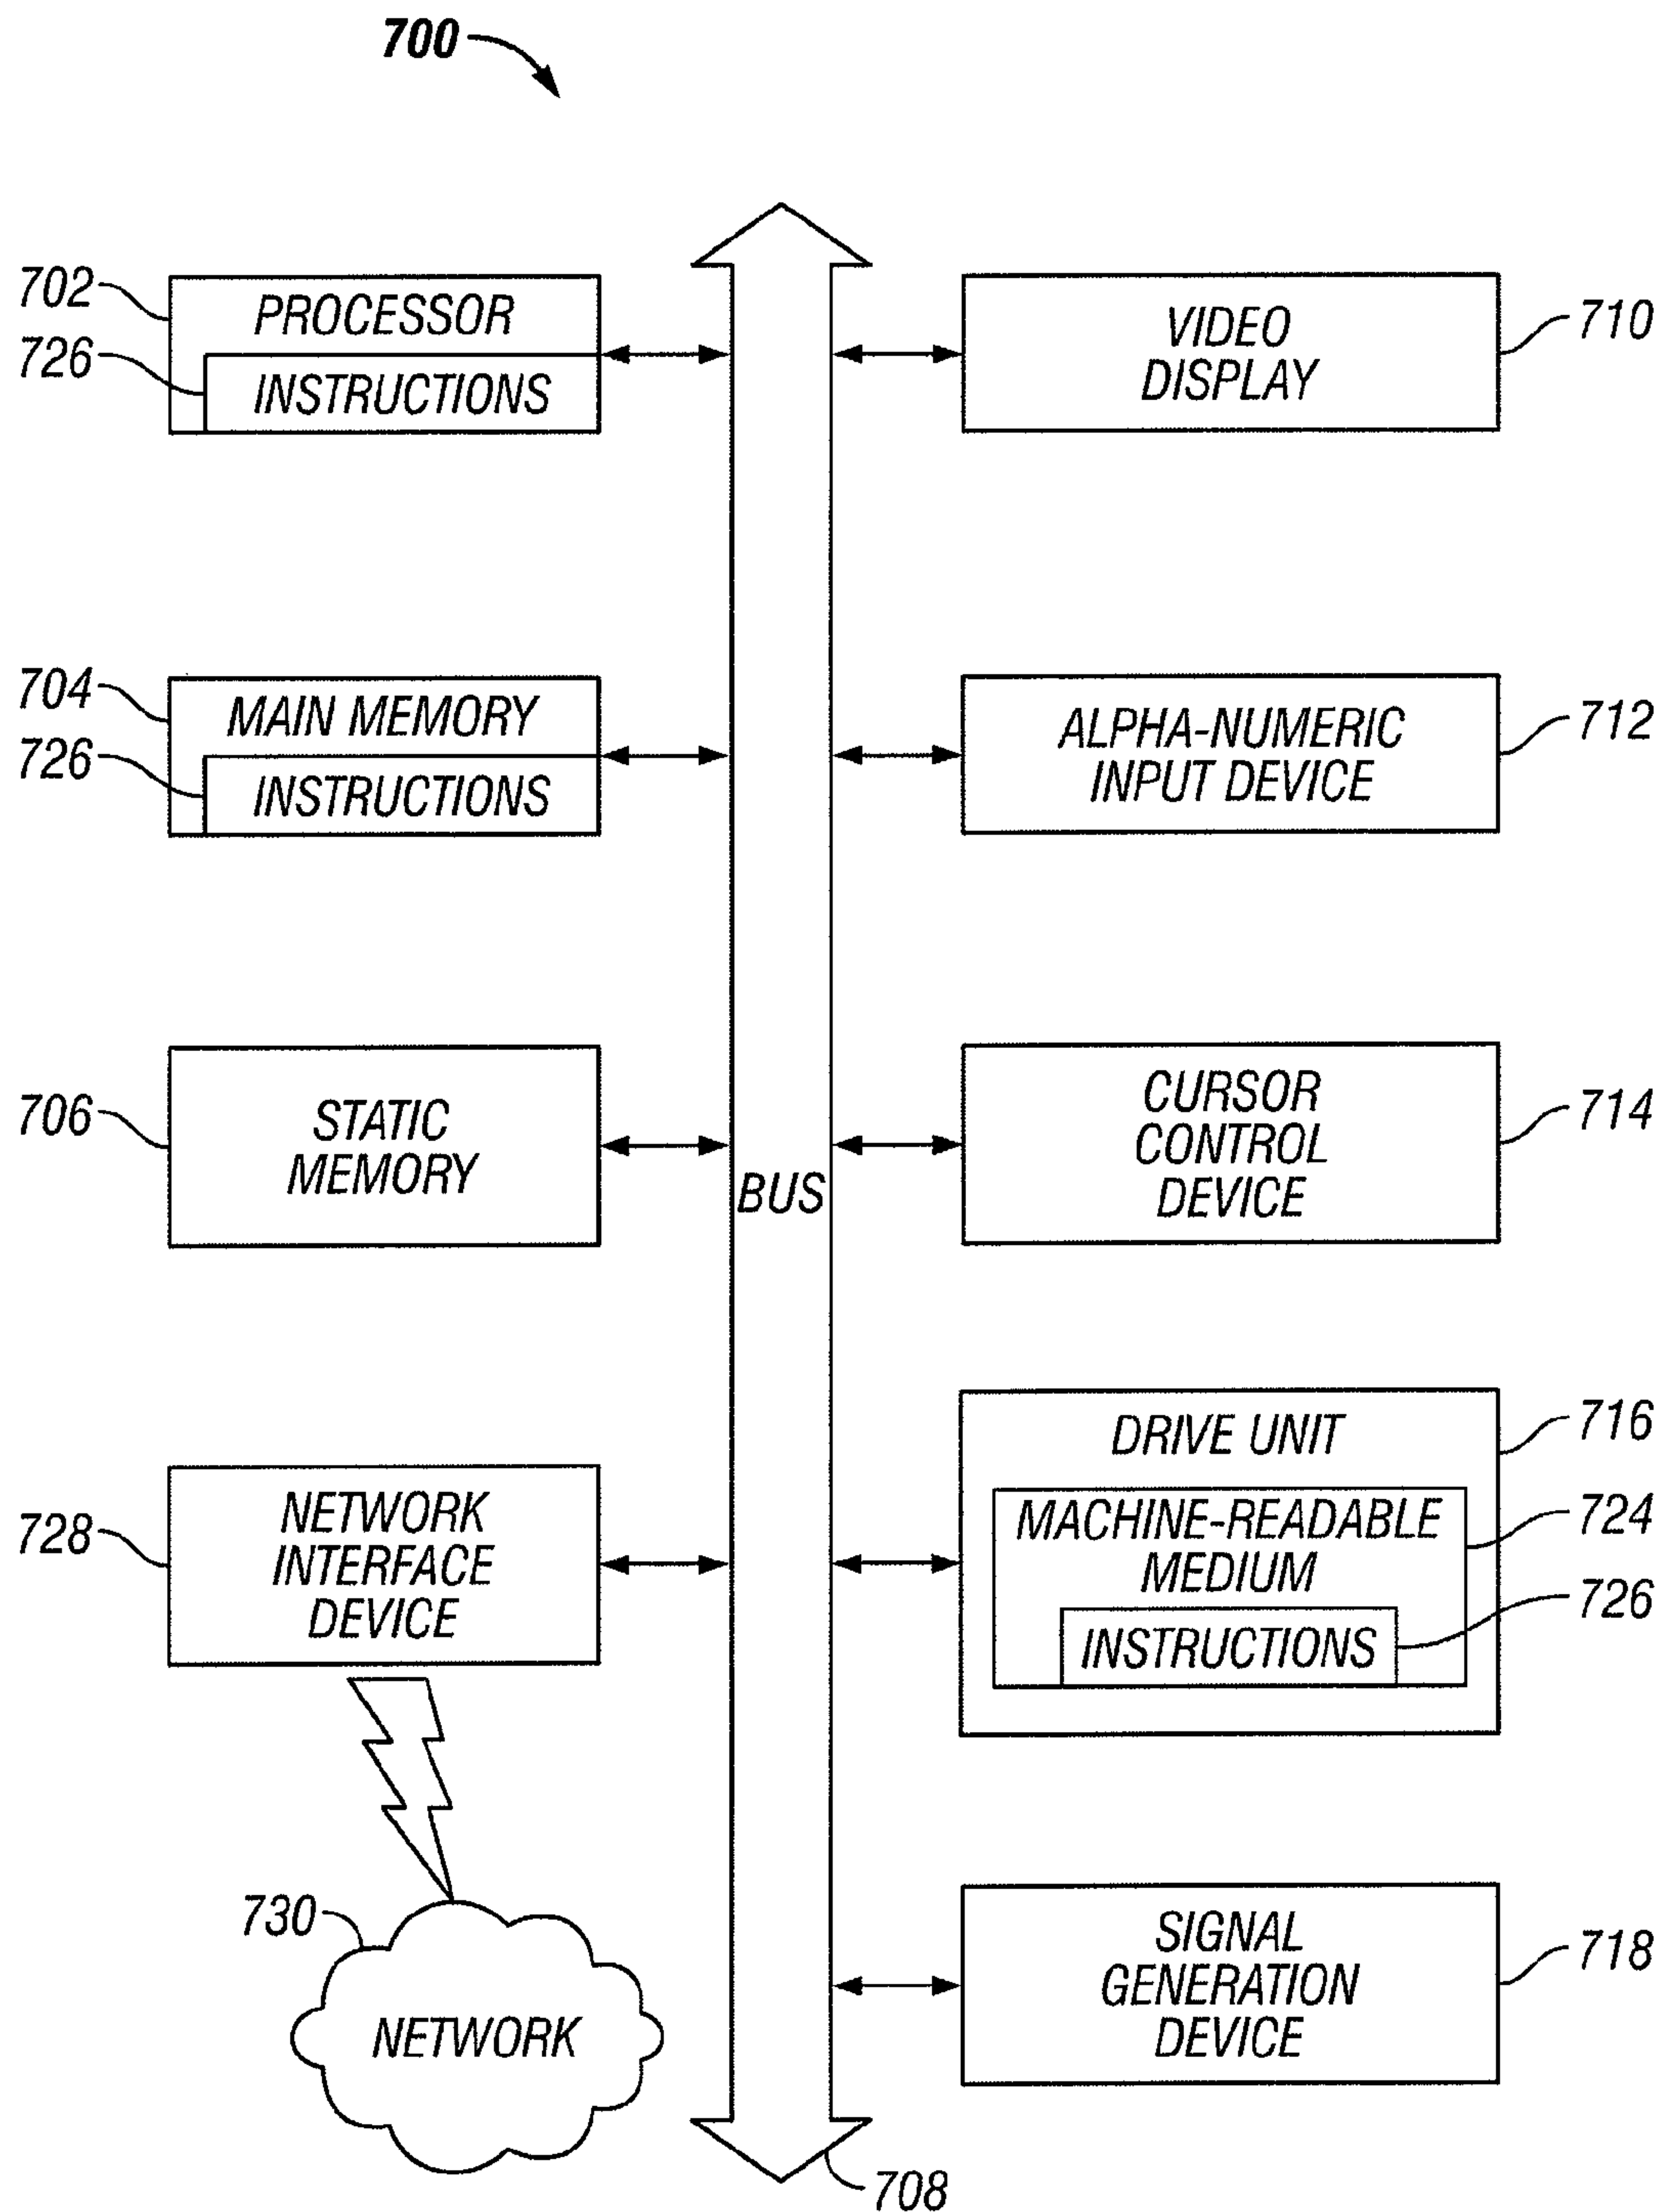 700
702
PROCESSOR
726
INSTRUCTIONS
704
MAIN MEMORY
726
INSTRUCTIONS
706
STATIC
MEMORY
728
NETWORK
INTERFACE
DEVICE
730
NETWORK
BUS
708
VIDEO
DISPLAY
710
ALPHA-NUMERIC
INPUT DEVICE
712
CURSOR
CONTROL
DEVICE
714
DRIVE UNIT
716
MACHINE-READABLE
MEDIUM
724
INSTRUCTIONS
726
SIGNAL
GENERATION
DEVICE
718